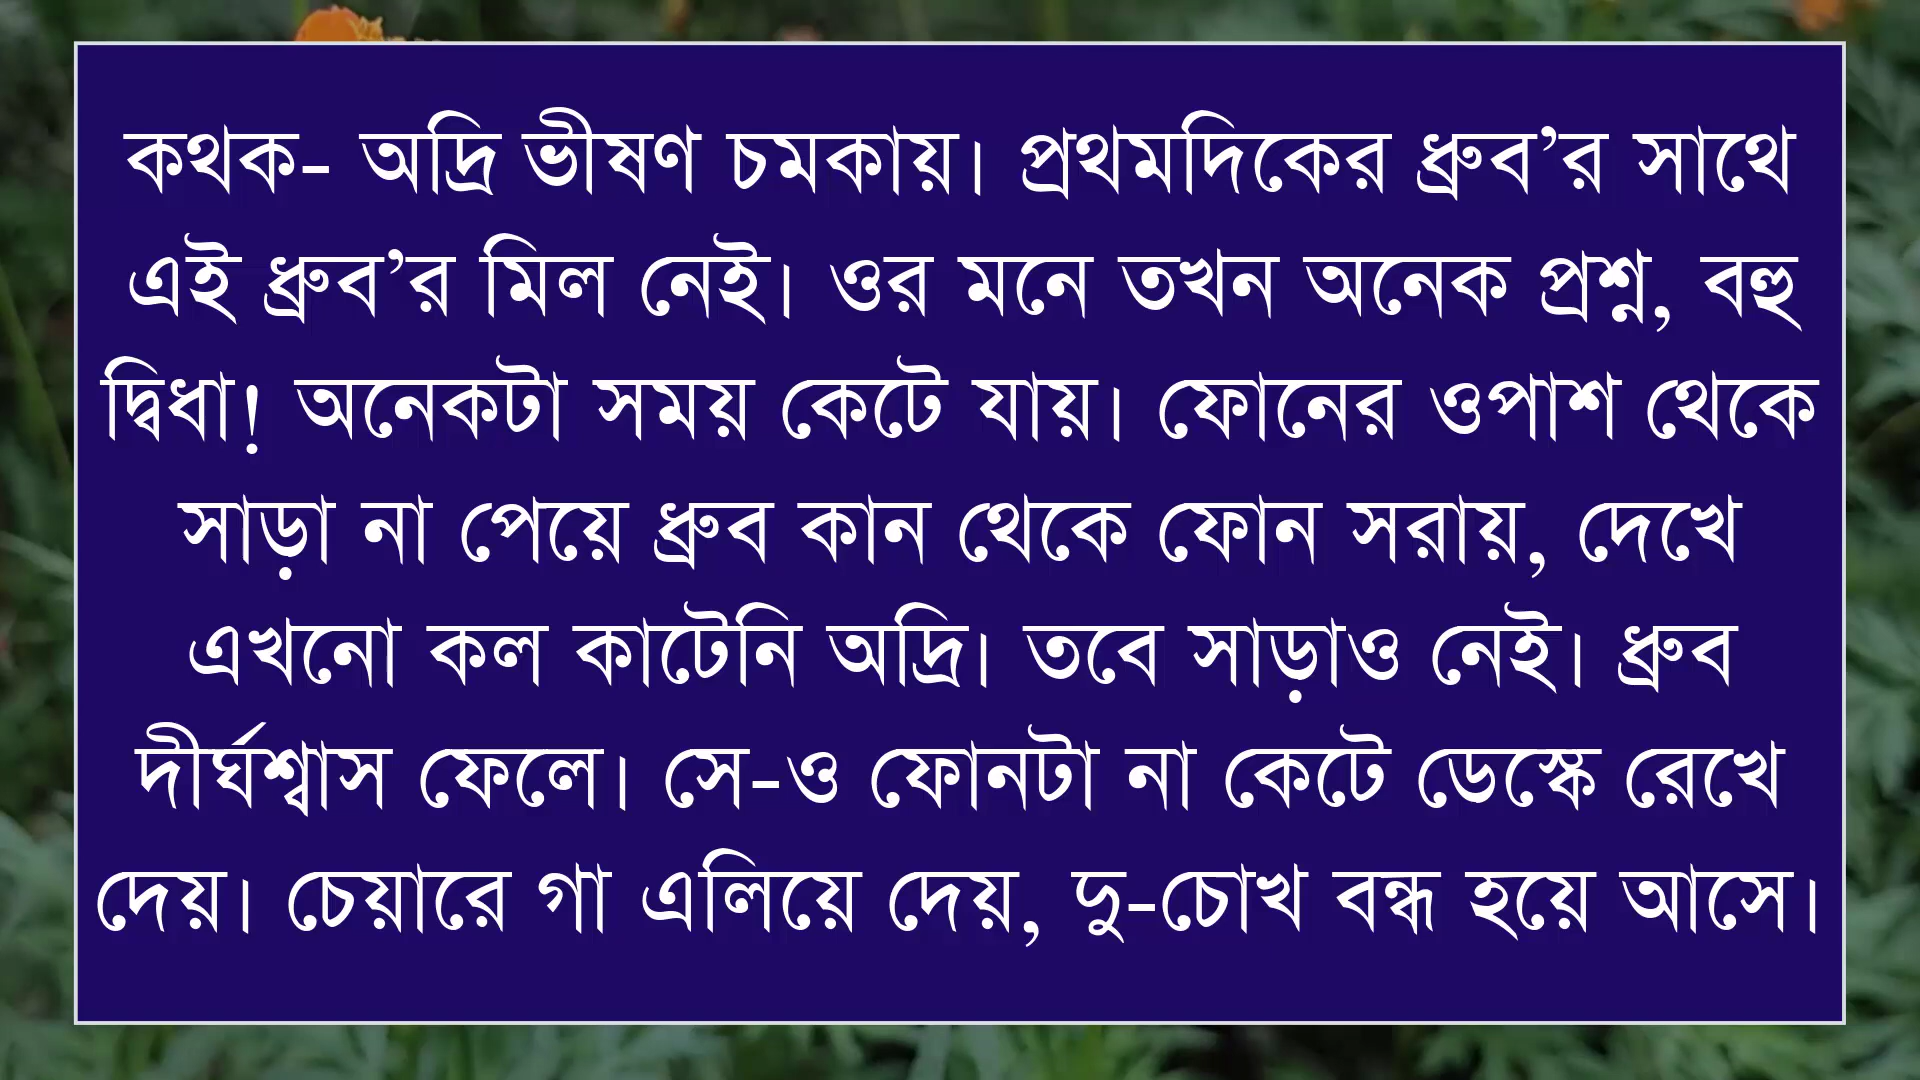 কথক- অদ্রি ভীষণ চমকায়। প্রথমদিকের ধ্রুব’র সাথে
এই ধ্রুব’র মিল নেই। ওর মনে তখন অনেক প্রশ্ন, বহু
দ্বিধা! অনেকটা সময় কেটে যায়। ফোনের ওপাশ থেকে
সাড়া না পেয়ে ধ্রুব কান থেকে ফোন সরায়, দেখে
এখনো কল কাটেনি অদ্রি। তবে সাড়াও নেই। ধ্রুব
দীর্ঘশ্বাস ফেলে। সে-ও ফোনটা না কেটে ডেস্কে রেখে
দেয়। চেয়ারে গা এলিয়ে দেয়, দু-চোখ বন্ধ হয়ে আসে।